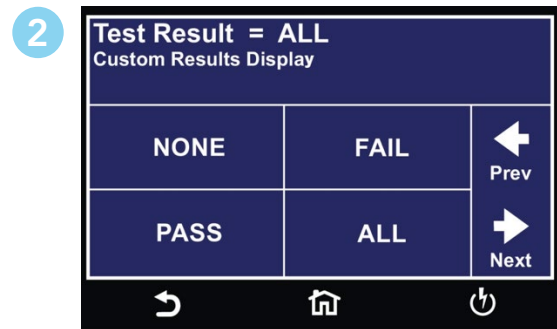 2
Test Result = ALL
Custom Results Display
NONE
FAIL
Prev
PASS
ALL
Next